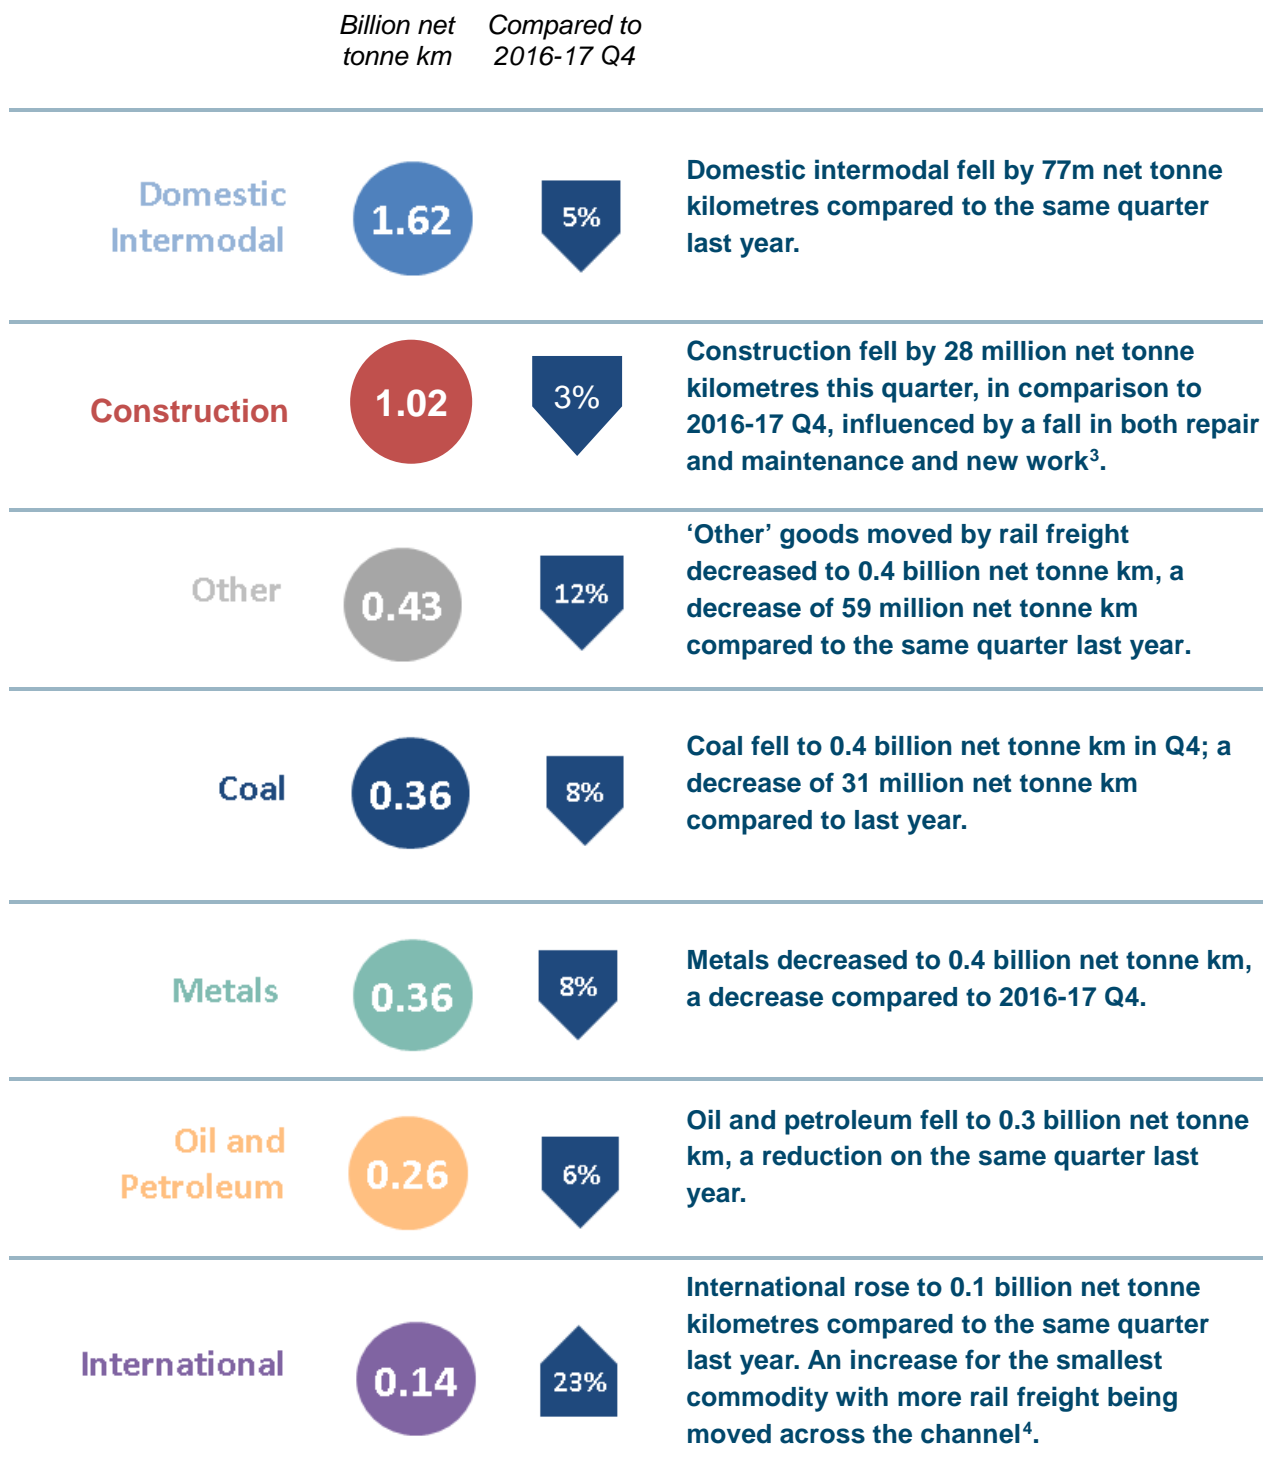 Billion net Compared to
tonne km 2016-17 Q4
Domestic
Intermodal
1.62
5%
Domestic intermodal fell by 77m net tonne
kilometres compared to the same quarter
last year.
Construction
1.02
3%
Construction fell by 28 million net tonne
kilometres this quarter, in comparison to
2016-17 Q4, influenced by a fall in both repair
and maintenance and new work³.
Other
0.43
12%
‘Other’ goods moved by rail freight
decreased to 0.4 billion net tonne km, a
decrease of 59 million net tonne km
compared to the same quarter last year.
Coal
0.36
8%
Coal fell to 0.4 billion net tonne km in Q4; a
decrease of 31 million net tonne km
compared to last year.
Metals
0.36
8%
Metals decreased to 0.4 billion net tonne km,
a decrease compared to 2016-17 Q4.
Oil and
Petroleum
0.26
6%
Oil and petroleum fell to 0.3 billion net tonne
km, a reduction on the same quarter last
year.
International
0.14
23%
International rose to 0.1 billion net tonne
kilometres compared to the same quarter
last year. An increase for the smallest
commodity with more rail freight being
moved across the channel⁴.